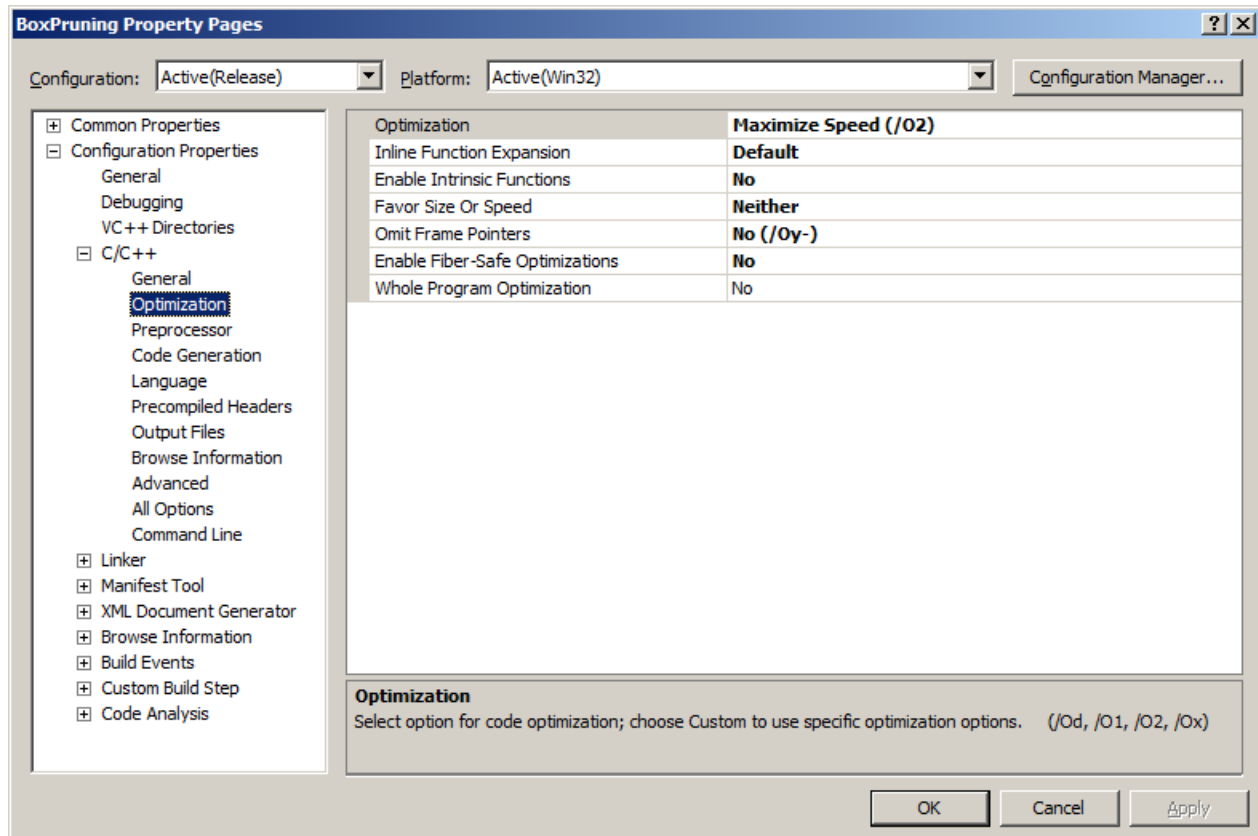 BoxPruning Property Pages
Configuration: Active(Release) Platform: Active(Win32) Configuration Manager...
Common Properties
Configuration Properties
General
Debugging
VC++ Directories
C/C++
General
Optimization
Preprocessor
Code Generation
Language
Precompiled Headers
Output Files
Browse Information
Advanced
All Options
Command Line
Linker
Manifest Tool
XML Document Generator
Browse Information
Build Events
Custom Build Step
Code Analysis
Optimization Maximize Speed (/O2)
Inline Function Expansion Default
Enable Intrinsic Functions No
Favor Size Or Speed Neither
Omit Frame Pointers No (/Oy-)
Enable Fiber-Safe Optimizations No
Whole Program Optimization No
Optimization
Select option for code optimization; choose Custom to use specific optimization options. (/Od, /O1, /O2, /Ox)
OK Cancel Apply